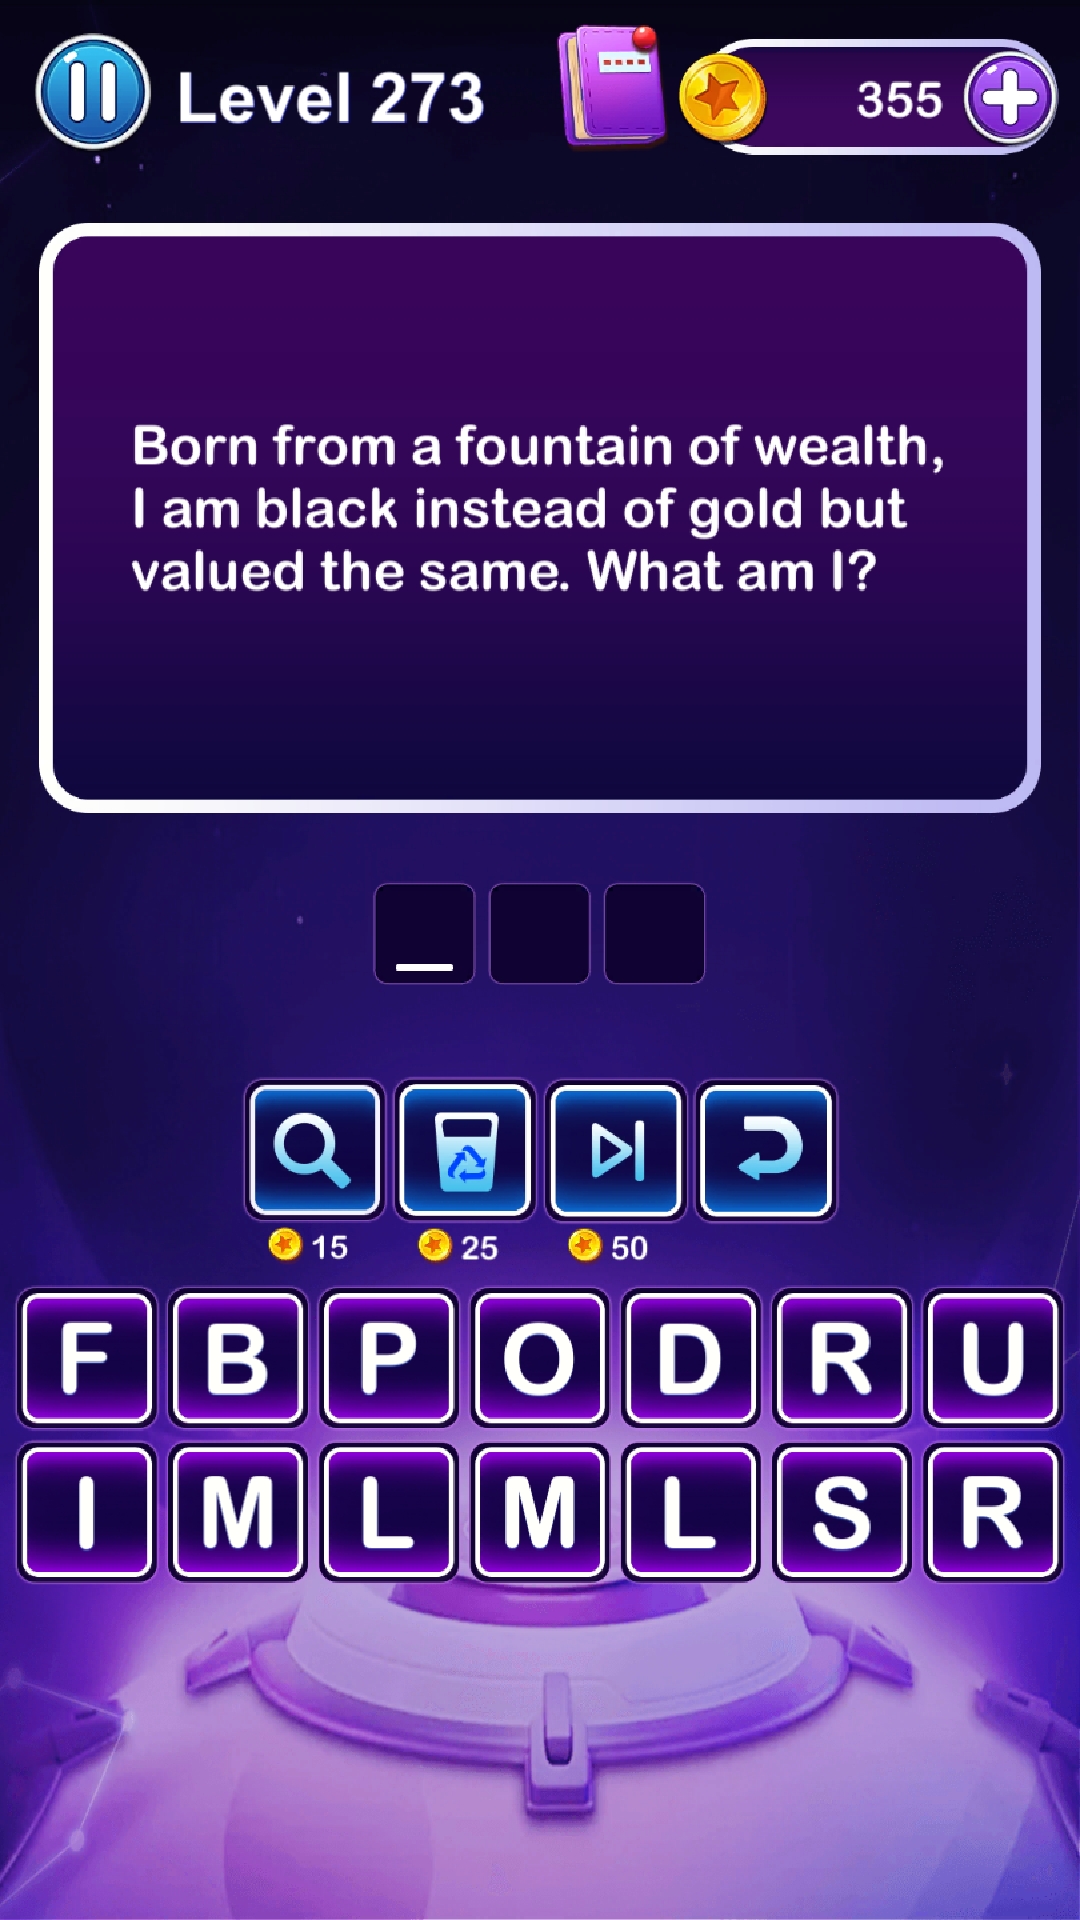 Level 273
355
Born from a fountain of wealth,
I am black instead of gold but
valued the same. What am I?
15 25 50
F B P O D R U
I M L M L S R